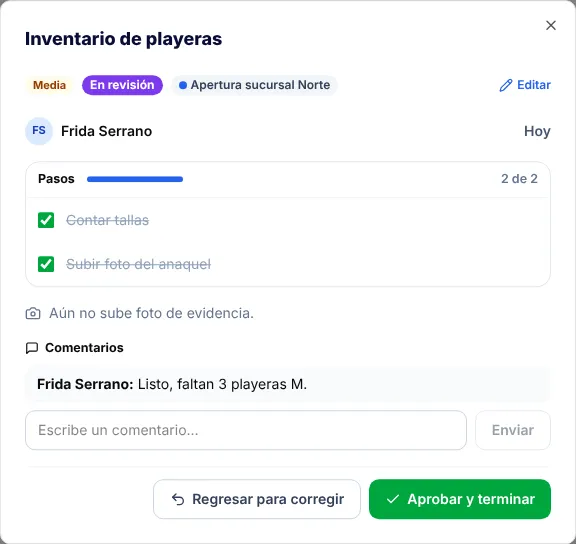 Inventario de playeras
Media En revisión Apertura sucursal Norte Editar
FS Frida Serrano Hoy
Pasos 2 de 2
Contar tallas
Subir foto del anaquel
Aún no sube foto de evidencia.
Comentarios
Frida Serrano: Listo, faltan 3 playeras M.
Escribe un comentario... Enviar
Regresar para corregir Aprobar y terminar